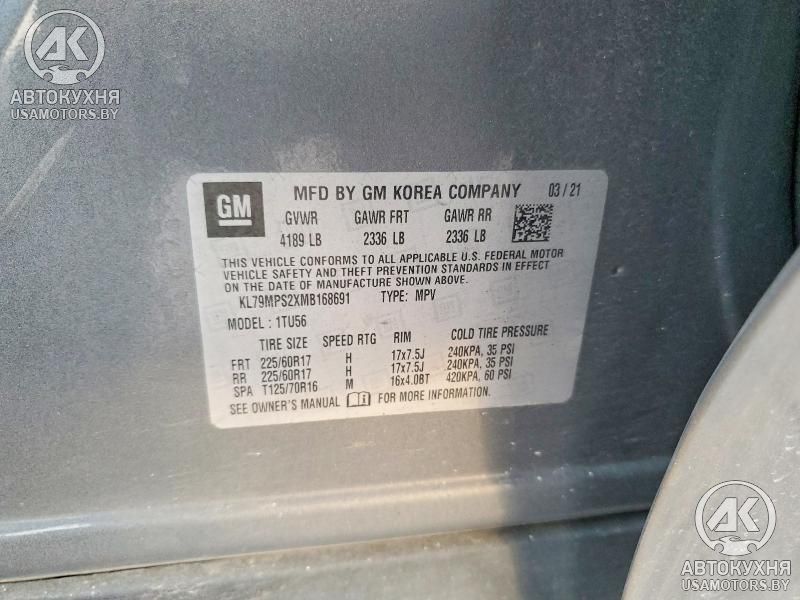 AK
АВТОКУХНЯ
USAMOTORS.BY
GM MFD BY GM KOREA COMPANY 03/21
GVWR GAWR FRT GAWR RR
4189 LB 2336 LB 2336 LB
THIS VEHICLE CONFORMS TO ALL APPLICABLE U.S. FEDERAL MOTOR
VEHICLE SAFETY AND THEFT PREVENTION STANDARDS IN EFFECT
ON THE DATE OF MANUFACTURE SHOWN ABOVE.
KL79MPS2XMB168691 TYPE: MPV
MODEL: 1TU56
TIRE SIZE SPEED RTG RIM COLD TIRE PRESSURE
FRT 225/60R17 H 17x7.5J 240KPA, 35 PSI
RR 225/60R17 H 17x7.5J 240KPA, 35 PSI
SPA T125/70R16 M 16x4.0BT 420KPA, 60 PSI
SEE OWNER'S MANUAL FOR MORE INFORMATION.
AK
АВТОКУХНЯ
USAMOTORS.BY